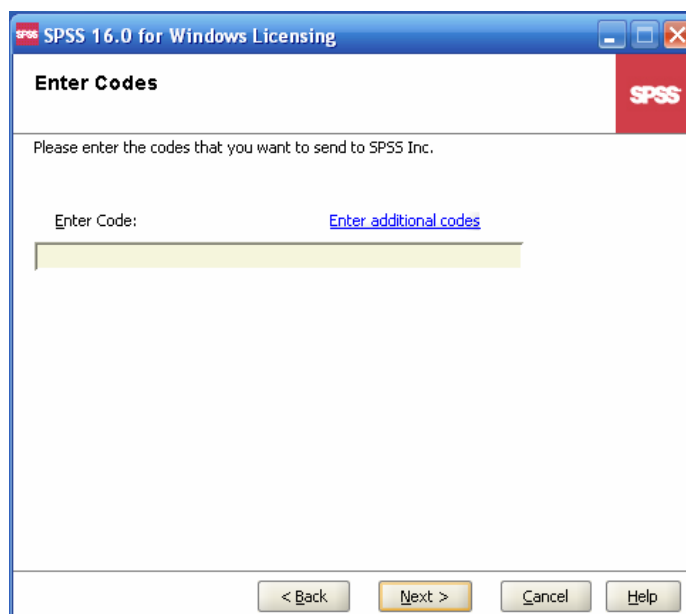 SPSS SPSS 16.0 for Windows Licensing
Enter Codes
SPSS
Please enter the codes that you want to send to SPSS Inc.
Enter Code: Enter additional codes
< Back Next > Cancel Help